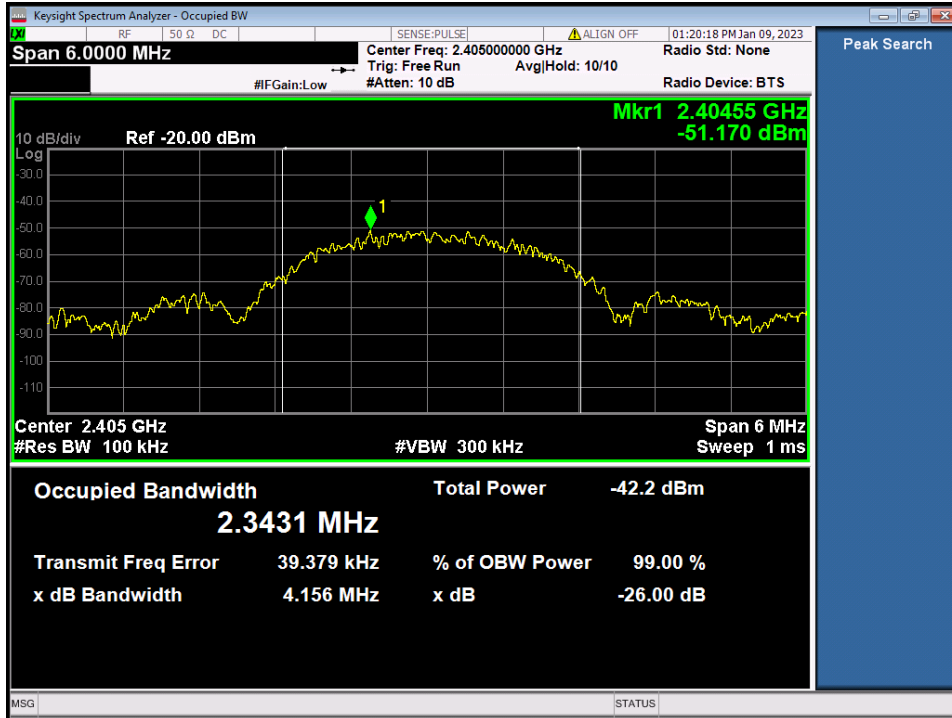 Keysight Spectrum Analyzer - Occupied BW
LXI RF 50 Ω DC SENSE:PULSE ALIGN OFF 01:20:18 PM Jan 09, 2023
Span 6.0000 MHz
Center Freq: 2.405000000 GHz Radio Std: None
Trig: Free Run Avg|Hold: 10/10
#IFGain:Low #Atten: 10 dB Radio Device: BTS
Peak Search
Mkr1 2.40455 GHz
-51.170 dBm
10 dB/div Ref -20.00 dBm
Log
-30.0
-40.0
1
-50.0
-60.0
-70.0
-80.0
-90.0
-100
-110
Center 2.405 GHz Span 6 MHz
#Res BW 100 kHz #VBW 300 kHz Sweep 1 ms
Occupied Bandwidth Total Power -42.2 dBm
2.3431 MHz
Transmit Freq Error 39.379 kHz % of OBW Power 99.00 %
x dB Bandwidth 4.156 MHz x dB -26.00 dB
MSG STATUS